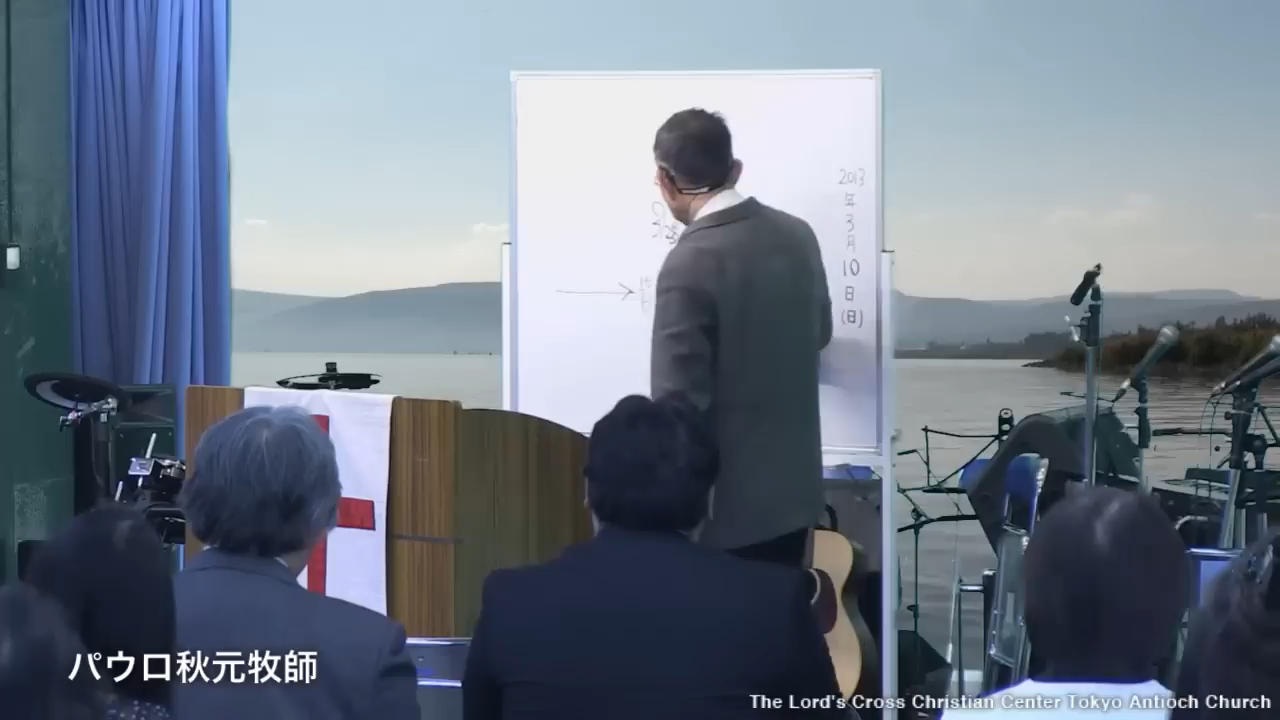 2013
年
3
月
10
日
(日)
パウロ秋元牧師
The Lord's Cross Christian Center Tokyo Antioch Church